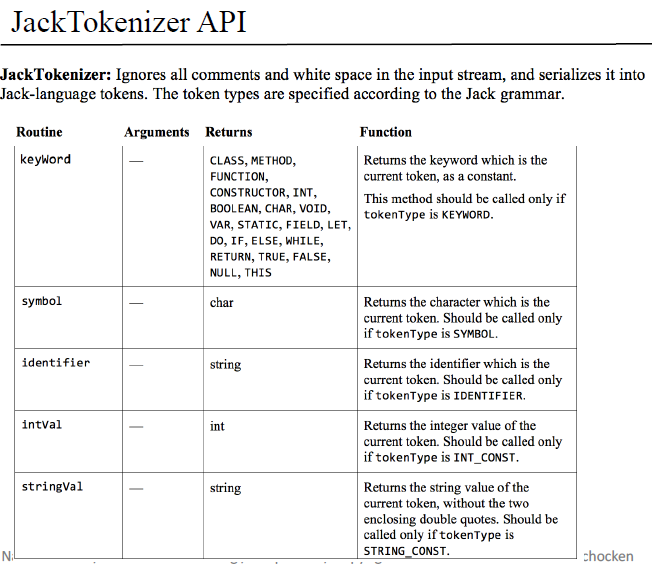 JackTokenizer API
JackTokenizer: Ignores all comments and white space in the input stream, and serializes it into
Jack-language tokens. The token types are specified according to the Jack grammar.
Routine Arguments Returns Function
keyWord — CLASS, METHOD, Returns the keyword which is the
FUNCTION, current token, as a constant.
CONSTRUCTOR, INT,
BOOLEAN, CHAR, VOID, This method should be called only if
VAR, STATIC, FIELD, LET, tokenType is KEYWORD.
DO, IF, ELSE, WHILE,
RETURN, TRUE, FALSE,
NULL, THIS
symbol — char Returns the character which is the
current token. Should be called only
if tokenType is SYMBOL.
identifier — string Returns the identifier which is the
current token. Should be called only
if tokenType is IDENTIFIER.
intVal — int Returns the integer value of the
current token. Should be called only
if tokenType is INT_CONST.
stringVal — string Returns the string value of the
current token, without the two
enclosing double quotes. Should be
called only if tokenType is
STRING_CONST.
chocken